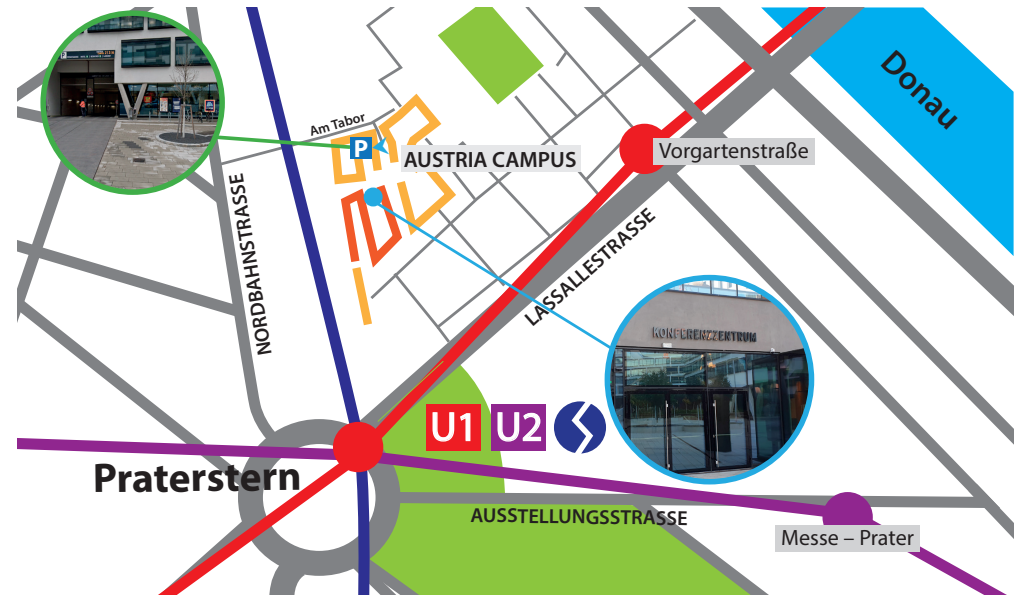 P
Am Tabor
P
AUSTRIA CAMPUS
Donau
Vorgartenstraße
NORDBAHNSTRASSE
LASSALLESTRASSE
KONFERENZZENTRUM
U1 U2
Praterstern
AUSSTELLUNGSSTRASSE
Messe – Prater